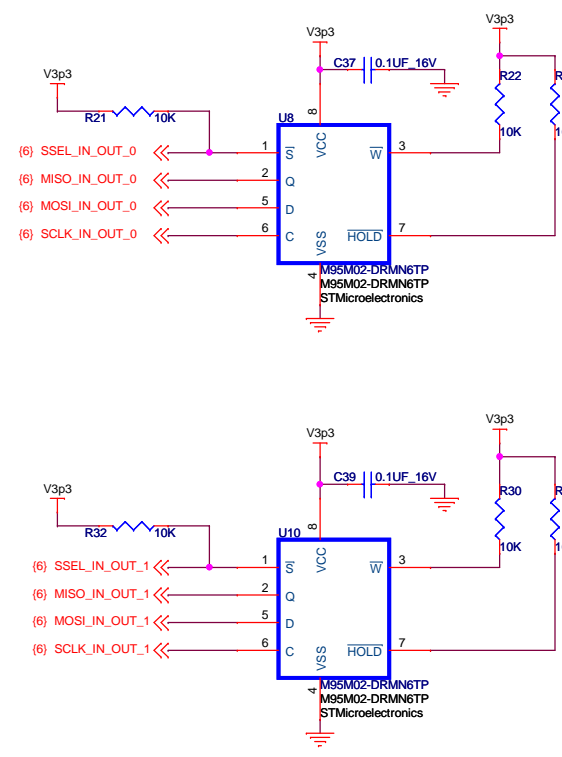 V3p3
V3p3
C37 0.1UF_16V
V3p3
R22
R
R21 10K
10K
1
U8
8
VCC
{6} SSEL_IN_OUT_0
1
S
W
3
{6} MISO_IN_OUT_0
2
Q
{6} MOSI_IN_OUT_0
5
D
{6} SCLK_IN_OUT_0
6
C
VSS
HOLD
7
4
M95M02-DRMN6TP
M95M02-DRMN6TP
STMicroelectronics
V3p3
V3p3
C39 0.1UF_16V
V3p3
R30
R
R32 10K
10K
1
U10
8
VCC
{6} SSEL_IN_OUT_1
1
S
W
3
{6} MISO_IN_OUT_1
2
Q
{6} MOSI_IN_OUT_1
5
D
{6} SCLK_IN_OUT_1
6
C
VSS
HOLD
7
4
M95M02-DRMN6TP
M95M02-DRMN6TP
STMicroelectronics